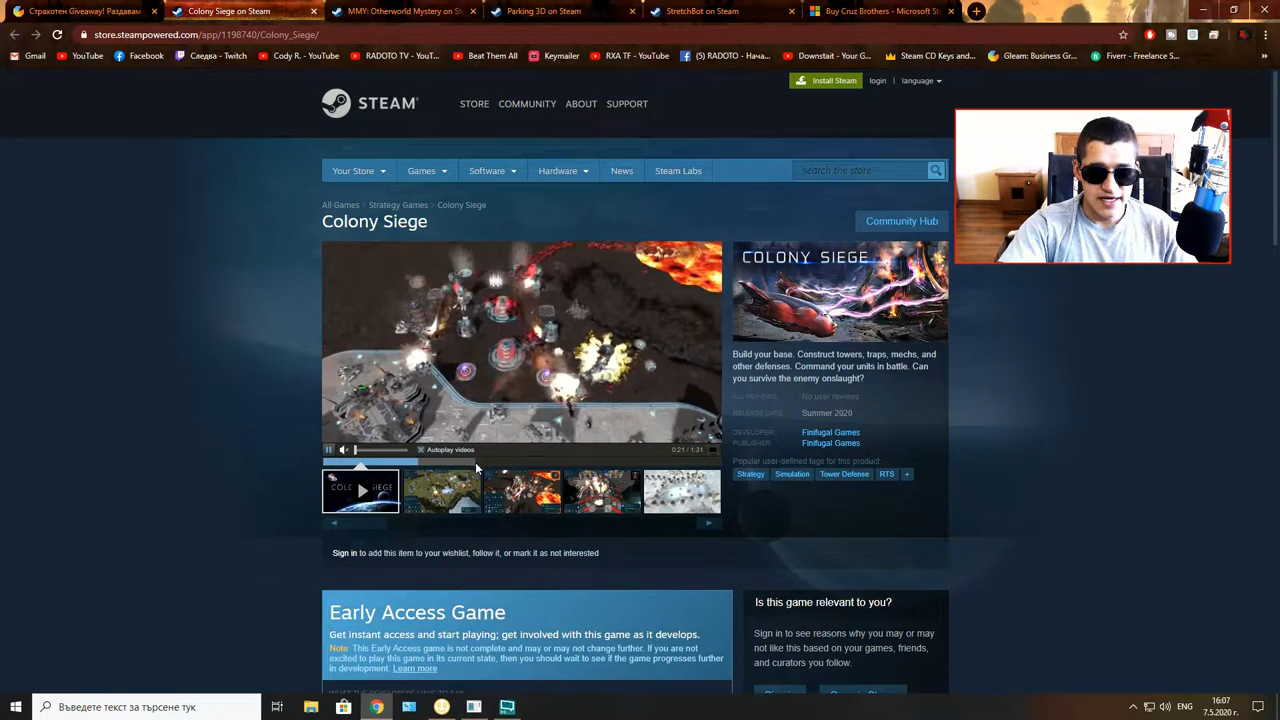 Страхотен Giveaway! Раздавам
Colony Siege on Steam
MMY: Otherworld Mystery on St
Parking 3D on Steam
StretchBot on Steam
Buy Cruz Brothers - Microsoft St
store.steampowered.com/app/1198740/Colony_Siege/
Gmail
YouTube
Facebook
Следва - Twitch
Cody R. - YouTube
RADOTO TV - YouT...
Beat Them All
Keymailer
RXA TF - YouTube
(5) RADOTO - Нача...
Downstait - Your G...
Steam CD Keys and...
Gleam: Business Gr...
Fiverr - Freelance S...
Install Steam
login
language
STEAM
STORE COMMUNITY ABOUT SUPPORT
Your Store
Games
Software
Hardware
News
Steam Labs
search the store
All Games > Strategy Games > Colony Siege
Colony Siege
Community Hub
COLONY SIEGE
Build your base. Construct towers, traps, mechs, and
other defenses. Command your units in battle. Can
you survive the enemy onslaught?
ALL REVIEWS: No user reviews
RELEASE DATE: Summer 2020
DEVELOPER: Finifugal Games
PUBLISHER: Finifugal Games
Popular user-defined tags for this product:
Strategy Simulation Tower Defense RTS +
Autoplay videos
0:21 / 1:31
Sign in to add this item to your wishlist, follow it, or mark it as not interested
Early Access Game
Get instant access and start playing; get involved with this game as it develops.
Note: This Early Access game is not complete and may or may not change further. If you are
not excited to play this game in its current state, then you should wait to see if the game progresses further
in development. Learn more
WHAT THE DEVELOPERS HAVE TO SAY:
Is this game relevant to you?
Sign in to see reasons why you may or may
not like this based on your games, friends,
and curators you follow.
Въведете текст за търсене тук
ENG
16:07
7.5.2020 г.